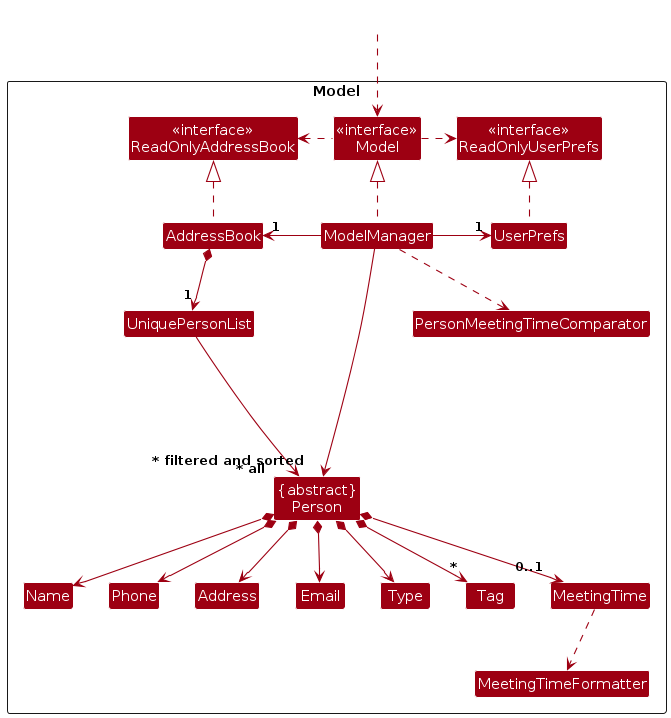 Model
«interface»
ReadOnlyAddressBook
«interface»
Model
«interface»
ReadOnlyUserPrefs
AddressBook
1
ModelManager
1
UserPrefs
1
UniquePersonList
PersonMeetingTimeComparator
* filtered and sorted
* all
{abstract}
Person
*
0..1
Name
Phone
Address
Email
Type
Tag
MeetingTime
MeetingTimeFormatter